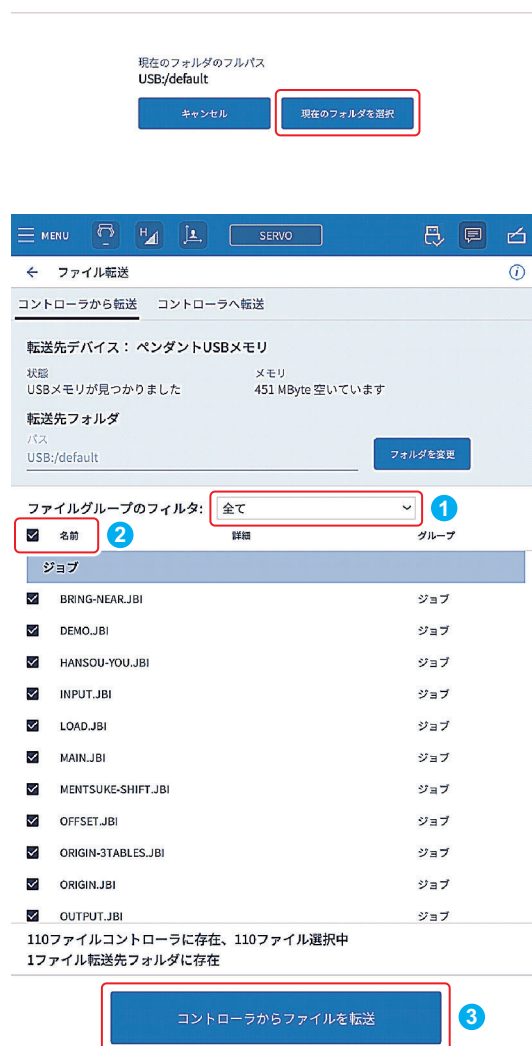 現在のフォルダのフルパス
USB:/default
キャンセル 現在のフォルダを選択
MENU SERVO
ファイル転送
コントローラから転送 コントローラへ転送
転送先デバイス： ペンダントUSBメモリ
状態 メモリ
USBメモリが見つかりました 451 MByte 空いています
転送先フォルダ
パス
USB:/default フォルダを変更
ファイルグループのフィルタ: 全て 1
名前 2 詳細 グループ
ジョブ
BRING-NEAR.JBI ジョブ
DEMO.JBI ジョブ
HANSOU-YOU.JBI ジョブ
INPUT.JBI ジョブ
LOAD.JBI ジョブ
MAIN.JBI ジョブ
MENTSUKE-SHIFT.JBI ジョブ
OFFSET.JBI ジョブ
ORIGIN-3TABLES.JBI ジョブ
ORIGIN.JBI ジョブ
OUTPUT.JBI ジョブ
110ファイルコントローラに存在、110ファイル選択中
1ファイル転送先フォルダに存在
コントローラからファイルを転送 3